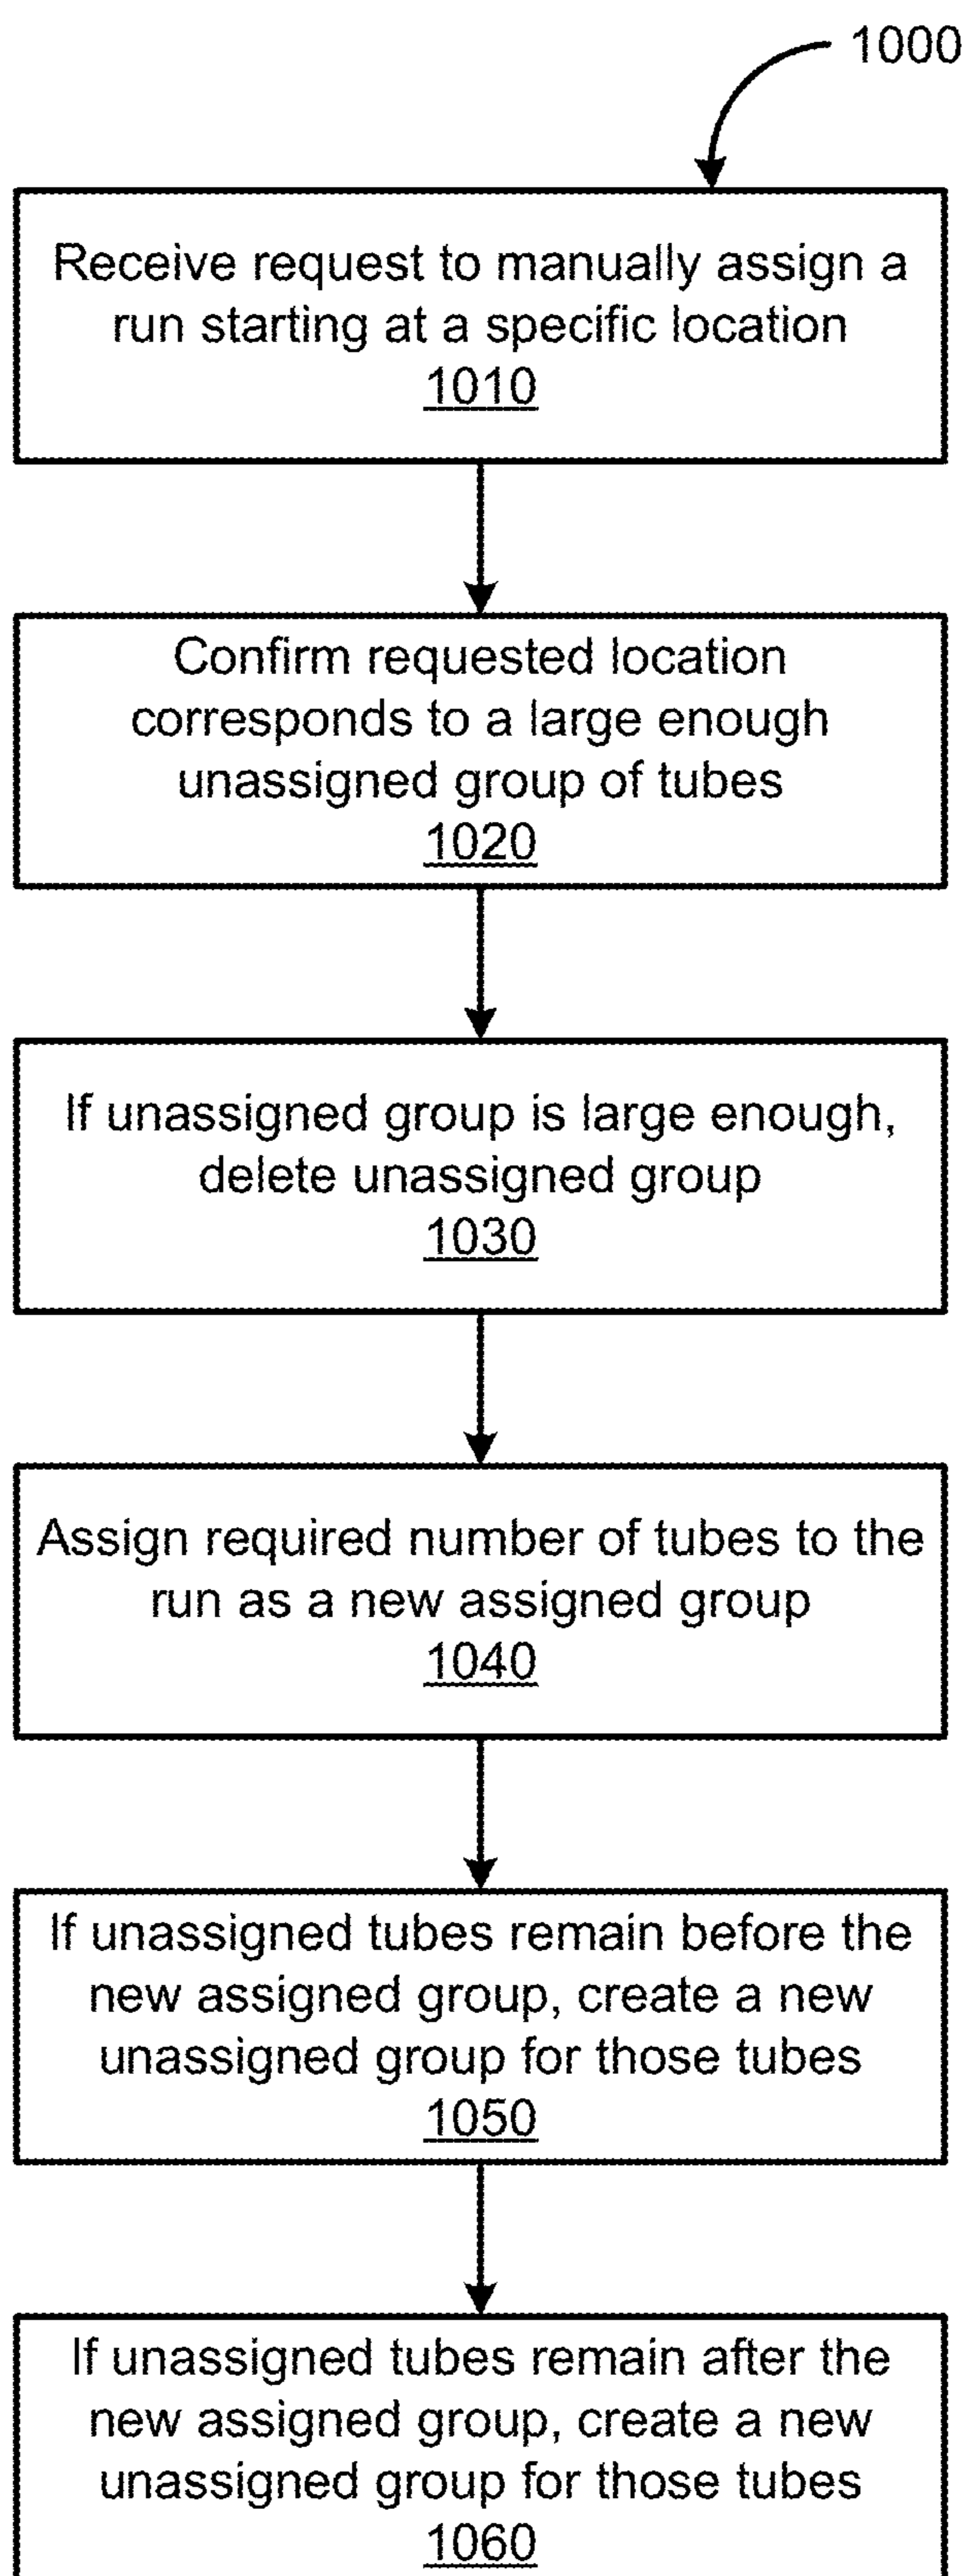 1000
Receive request to manually assign a
run starting at a specific location
1010
Confirm requested location
corresponds to a large enough
unassigned group of tubes
1020
If unassigned group is large enough,
delete unassigned group
1030
Assign required number of tubes to the
run as a new assigned group
1040
If unassigned tubes remain before the
new assigned group, create a new
unassigned group for those tubes
1050
If unassigned tubes remain after the
new assigned group, create a new
unassigned group for those tubes
1060